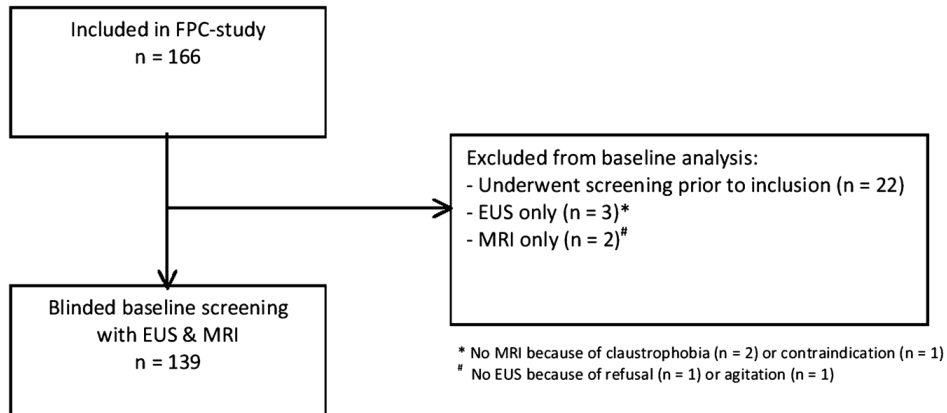 Included in FPC-study
n = 166
Excluded from baseline analysis:
- Underwent screening prior to inclusion (n = 22)
- EUS only (n = 3)*
- MRI only (n = 2)#
Blinded baseline screening
with EUS & MRI
n = 139
* No MRI because of claustrophobia (n = 2) or contraindication (n = 1)
# No EUS because of refusal (n = 1) or agitation (n = 1)